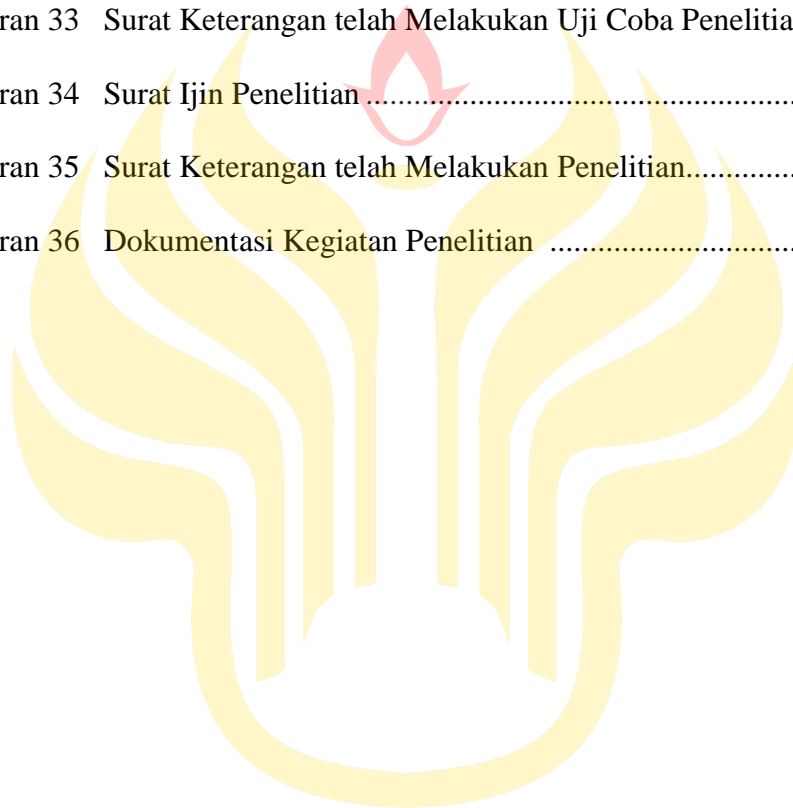 ran 33 Surat Keterangan telah Melakukan Uji Coba Penelitia
ran 34 Surat Ijin Penelitian ..........................................................
ran 35 Surat Keterangan telah Melakukan Penelitian..............
ran 36 Dokumentasi Kegiatan Penelitian ................................